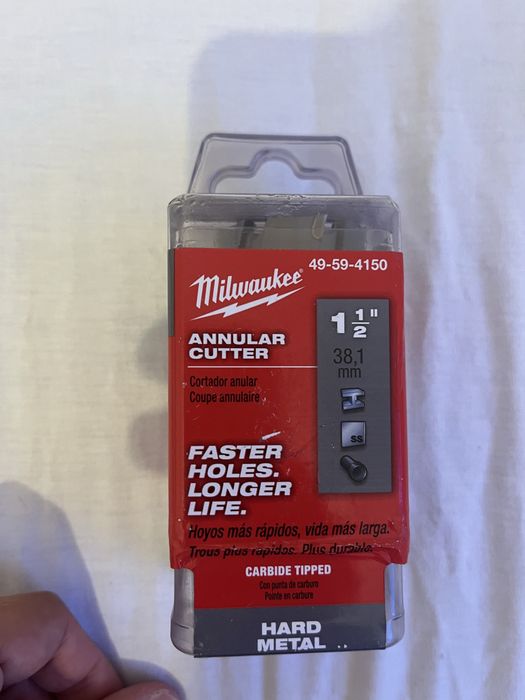 Milwaukee
49-59-4150
ANNULAR
CUTTER
Cortador anular
Coupe annulaire
1 1/2"
38,1
mm
SS
FASTER
HOLES.
LONGER
LIFE.
Hoyos más rápidos, vida más larga.
Trous plus rapides. Plus durable.
CARBIDE TIPPED
Con punta de carburo
Pointe en carbure
HARD
METAL